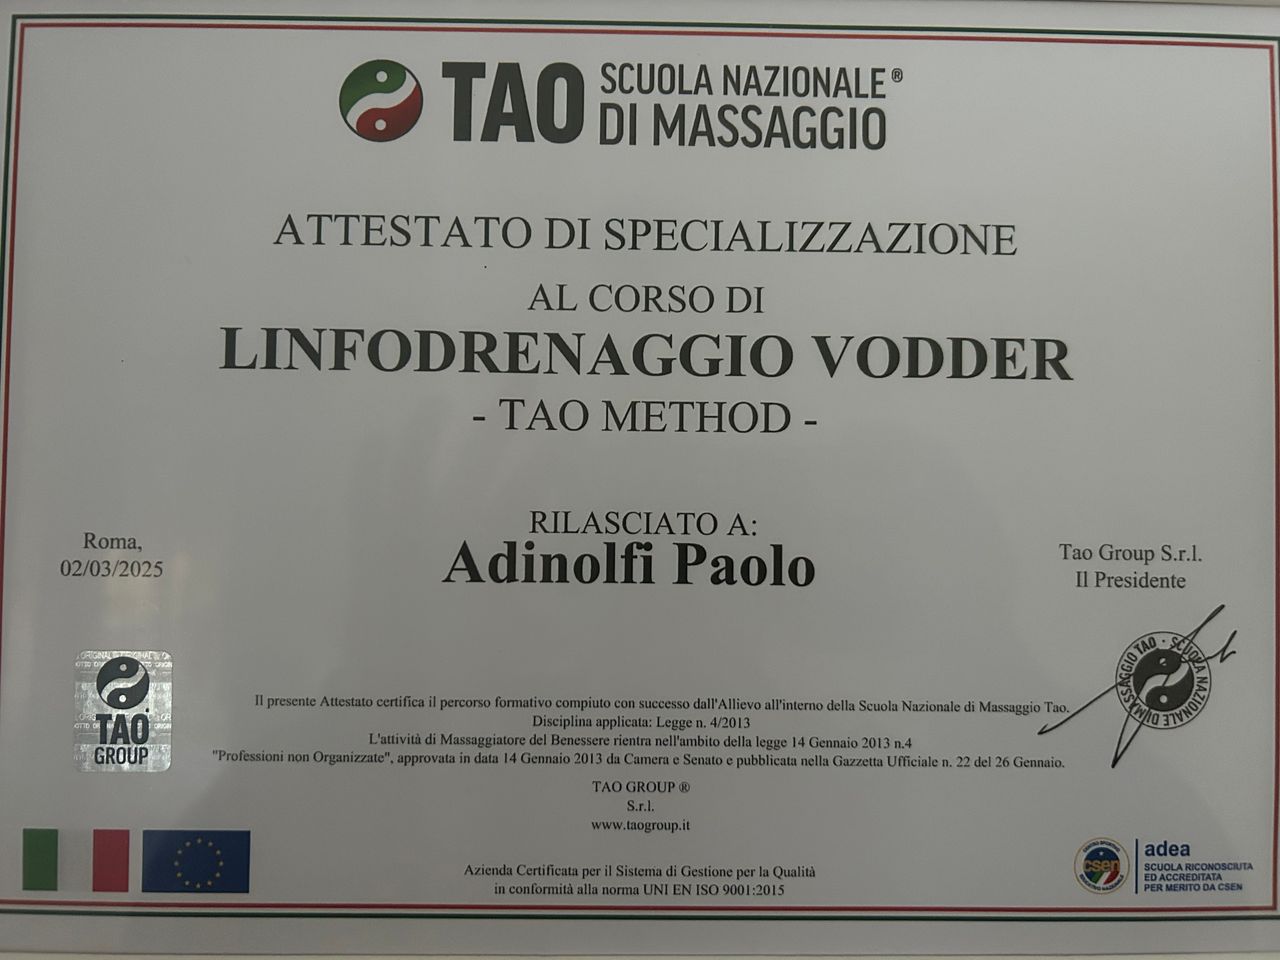 TAO SCUOLA NAZIONALE®
DI MASSAGGIO
ATTESTATO DI SPECIALIZZAZIONE
AL CORSO DI
LINFODRENAGGIO VODDER
- TAO METHOD -
RILASCIATO A:
Adinolfi Paolo
Roma,
02/03/2025
Tao Group S.r.l.
Il Presidente
SCUOLA NAZIONALE DI MASSAGGIO TAO
TAO
GROUP
Il presente Attestato certifica il percorso formativo compiuto con successo dall'Allievo all'interno della Scuola Nazionale di Massaggio Tao.
Disciplina applicata: Legge n. 4/2013
L'attività di Massaggiatore del Benessere rientra nell'ambito della legge 14 Gennaio 2013 n.4
"Professioni non Organizzate", approvata in data 14 Gennaio 2013 da Camera e Senato e pubblicata nella Gazzetta Ufficiale n. 22 del 26 Gennaio.
TAO GROUP ®
S.r.l.
www.taogroup.it
Azienda Certificata per il Sistema di Gestione per la Qualità
in conformità alla norma UNI EN ISO 9001:2015
csen
adea
SCUOLA RICONOSCIUTA
ED ACCREDITATA
PER MERITO DA CSEN